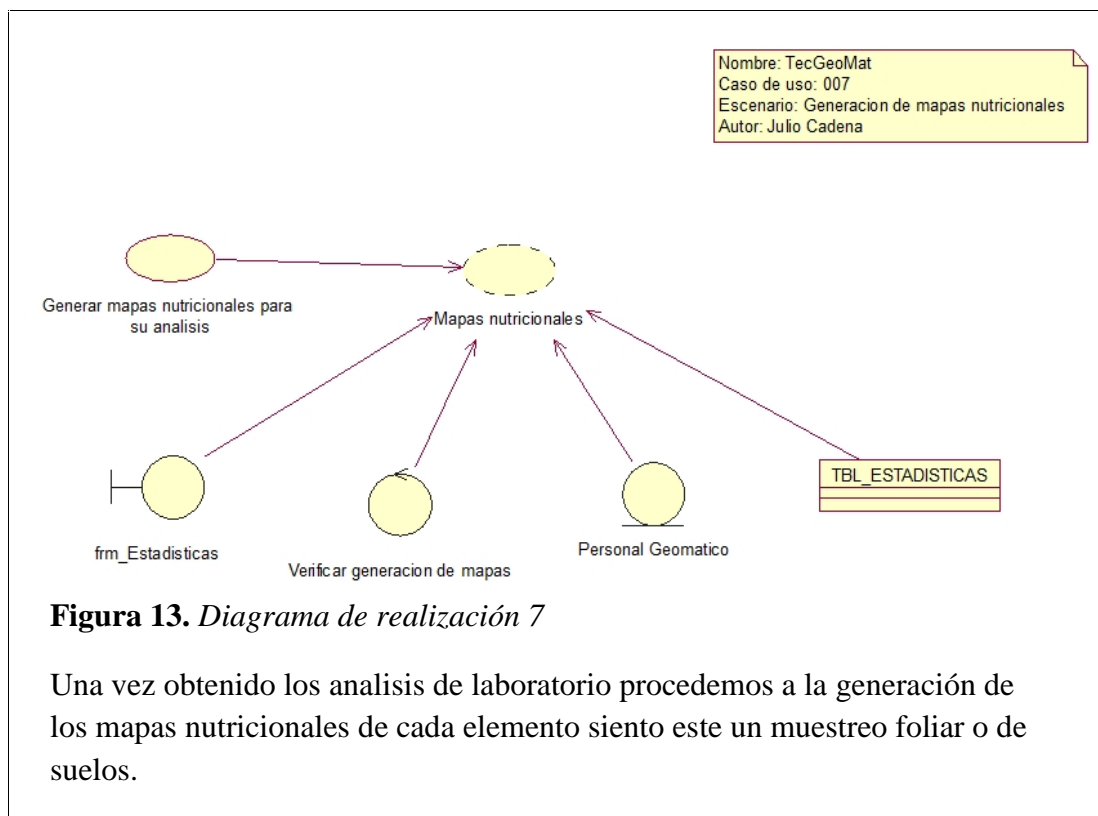 Nombre: TecGeoMat
Caso de uso: 007
Escenario: Generacion de mapas nutricionales
Autor: Julio Cadena
Generar mapas nutricionales para
su analisis
Mapas nutricionales
frm_Estadisticas
Verificar generacion de mapas
Personal Geomatico
TBL_ESTADISTICAS
Figura 13. Diagrama de realización 7
Una vez obtenido los analisis de laboratorio procedemos a la generación de
los mapas nutricionales de cada elemento siento este un muestreo foliar o de
suelos.